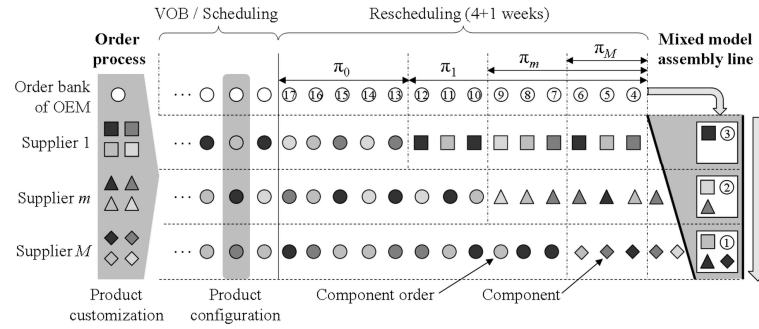 VOB / Scheduling
Rescheduling (4+1 weeks)
Order
process
Mixed model
assembly line
π0
π1
πm
πM
Order bank
of OEM
··· 17 16 15 14 13 12 11 10 9 8 7 6 5 4
Supplier 1
···
3
Supplier m
···
2
Supplier M
···
1
Product
customization
Product
configuration
Component order
Component